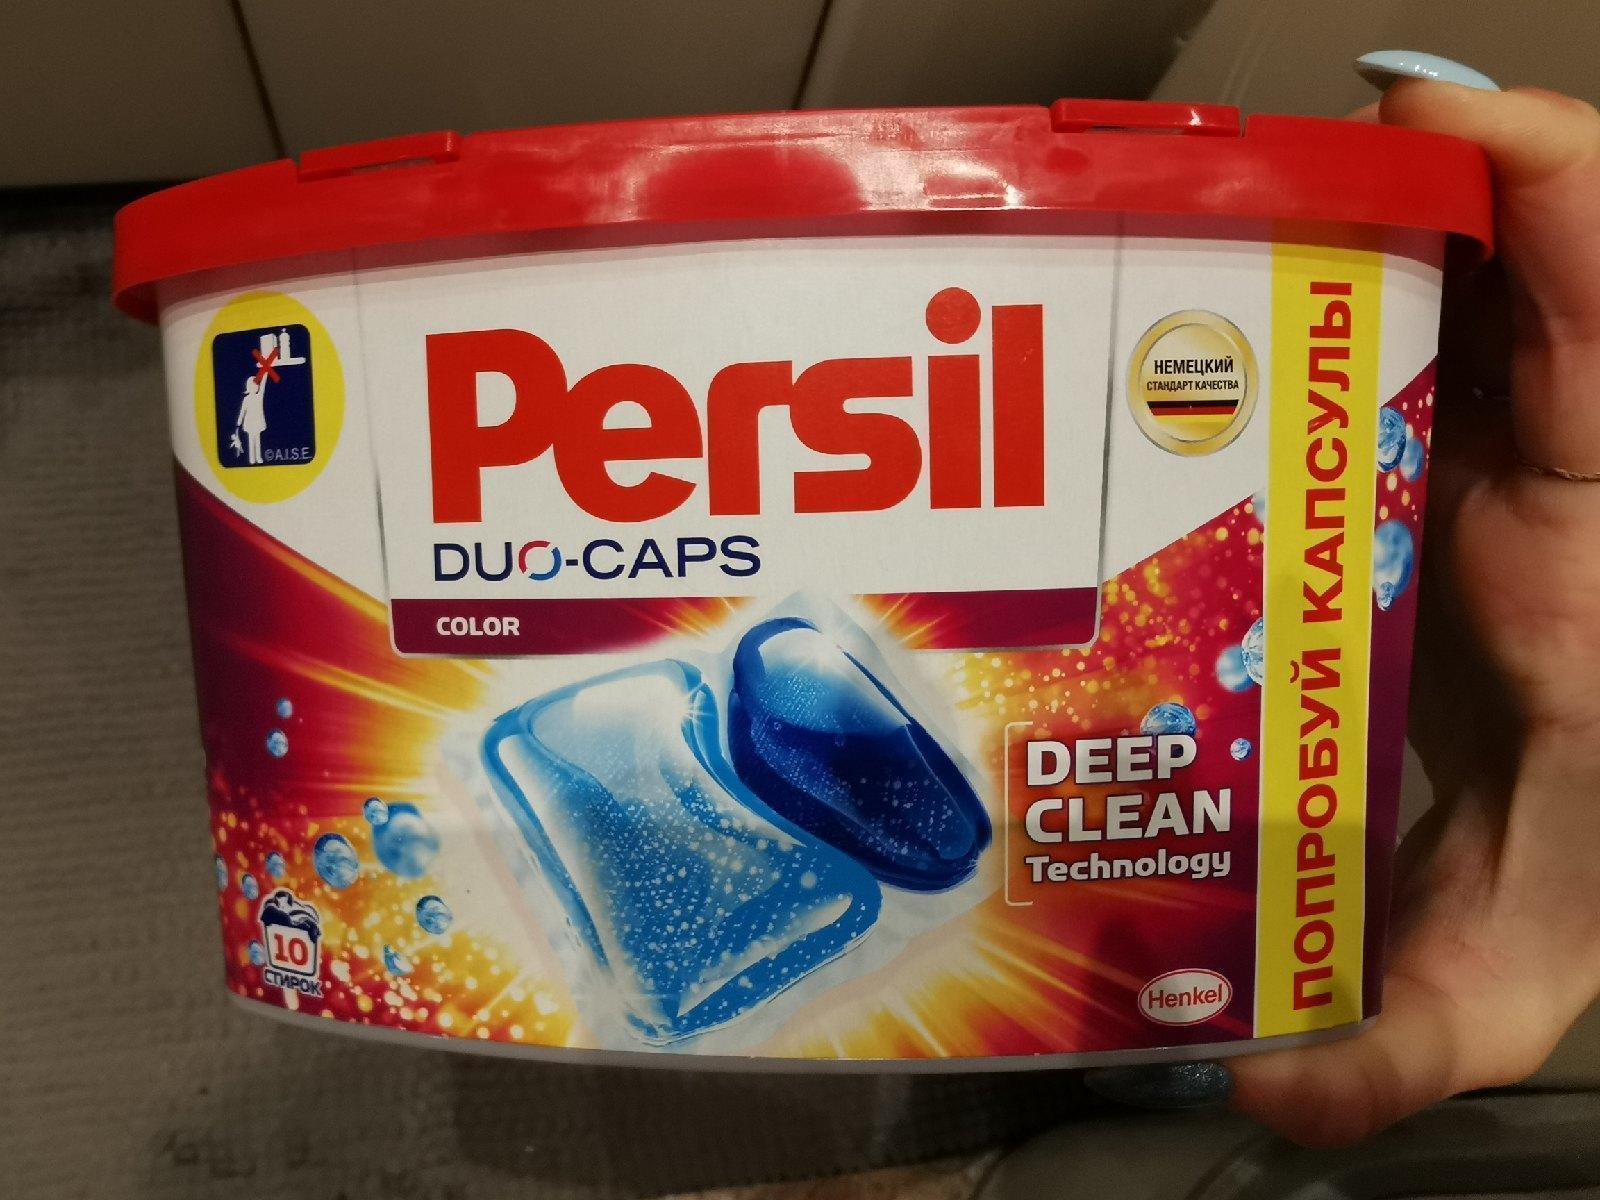 Persil
DUO-CAPS
COLOR
©A.I.S.E.
НЕМЕЦКИЙ
СТАНДАРТ КАЧЕСТВА
ПОПРОБУЙ КАПСУЛЫ
DEEP
CLEAN
Technology
10
СТИРОК
Henkel